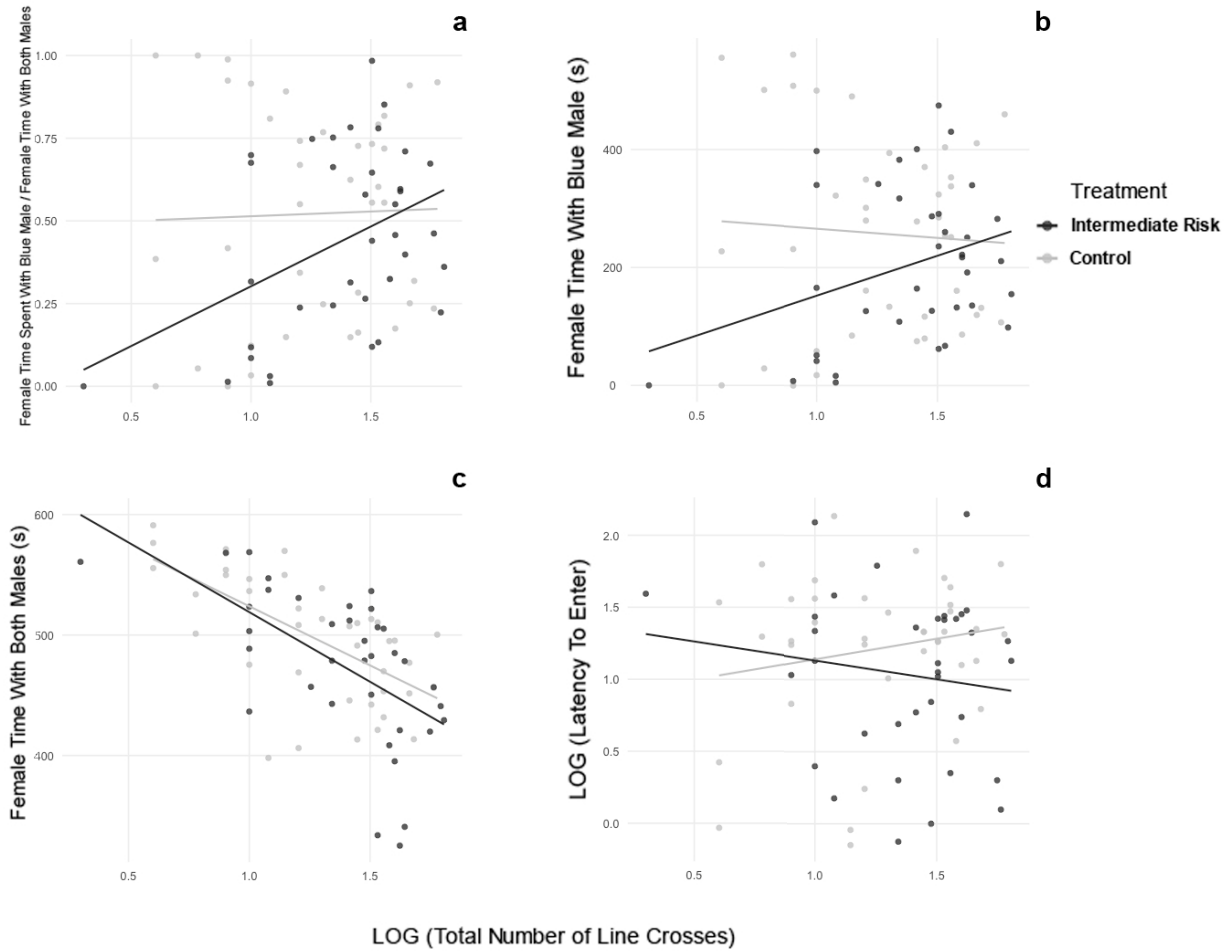 a
Female Time Spent With Blue Male / Female Time With Both Males
1.00
0.75
0.50
0.25
0.00
0.5
1.0
1.5
b
Female Time With Blue Male (s)
400
200
0
0.5
1.0
1.5
Treatment
Intermediate Risk
Control
c
Female Time With Both Males (s)
600
500
400
0.5
1.0
1.5
d
LOG (Latency To Enter)
2.0
1.5
1.0
0.5
0.0
0.5
1.0
1.5
LOG (Total Number of Line Crosses)